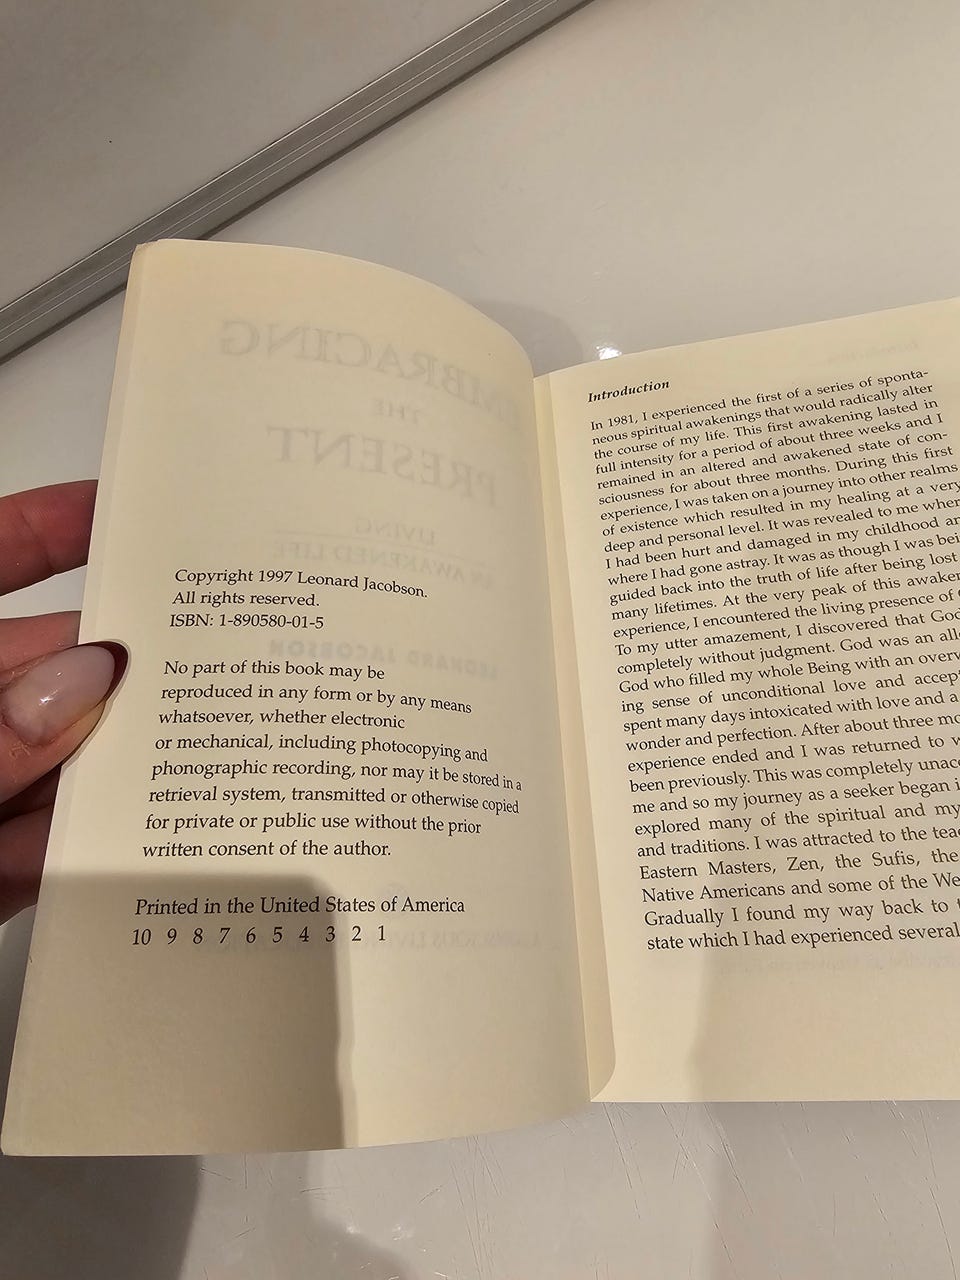 Copyright 1997 Leonard Jacobson.
All rights reserved.
ISBN: 1-890580-01-5
No part of this book may be
reproduced in any form or by any means
whatsoever, whether electronic
or mechanical, including photocopying and
phonographic recording, nor may it be stored in a
retrieval system, transmitted or otherwise copied
for private or public use without the prior
written consent of the author.
Printed in the United States of America
10 9 8 7 6 5 4 3 2 1
Introduction
In 1981, I experienced the first of a series of sponta-
neous spiritual awakenings that would radically alter
the course of my life. This first awakening lasted in
full intensity for a period of about three weeks and I
remained in an altered and awakened state of con-
sciousness for about three months. During this first
experience, I was taken on a journey into other realms
of existence which resulted in my healing at a very
deep and personal level. It was revealed to me
I had been hurt and damaged in my childhood
where I had gone astray. It was as though I was
guided back into the truth of life after being lost
many lifetimes. At the very peak of this
experience, I encountered the living presence of
To my utter amazement, I discovered that God
completely without judgment. God was an
God who filled my whole Being with an
ing sense of unconditional love and
spent many days intoxicated with love and a
wonder and perfection. After about three
experience ended and I was returned to
been previously. This was completely
me and so my journey as a seeker began
explored many of the spiritual and
and traditions. I was attracted to the
Eastern Masters, Zen, the Sufis, the
Native Americans and some of the
Gradually I found my way back to
state which I had experienced several